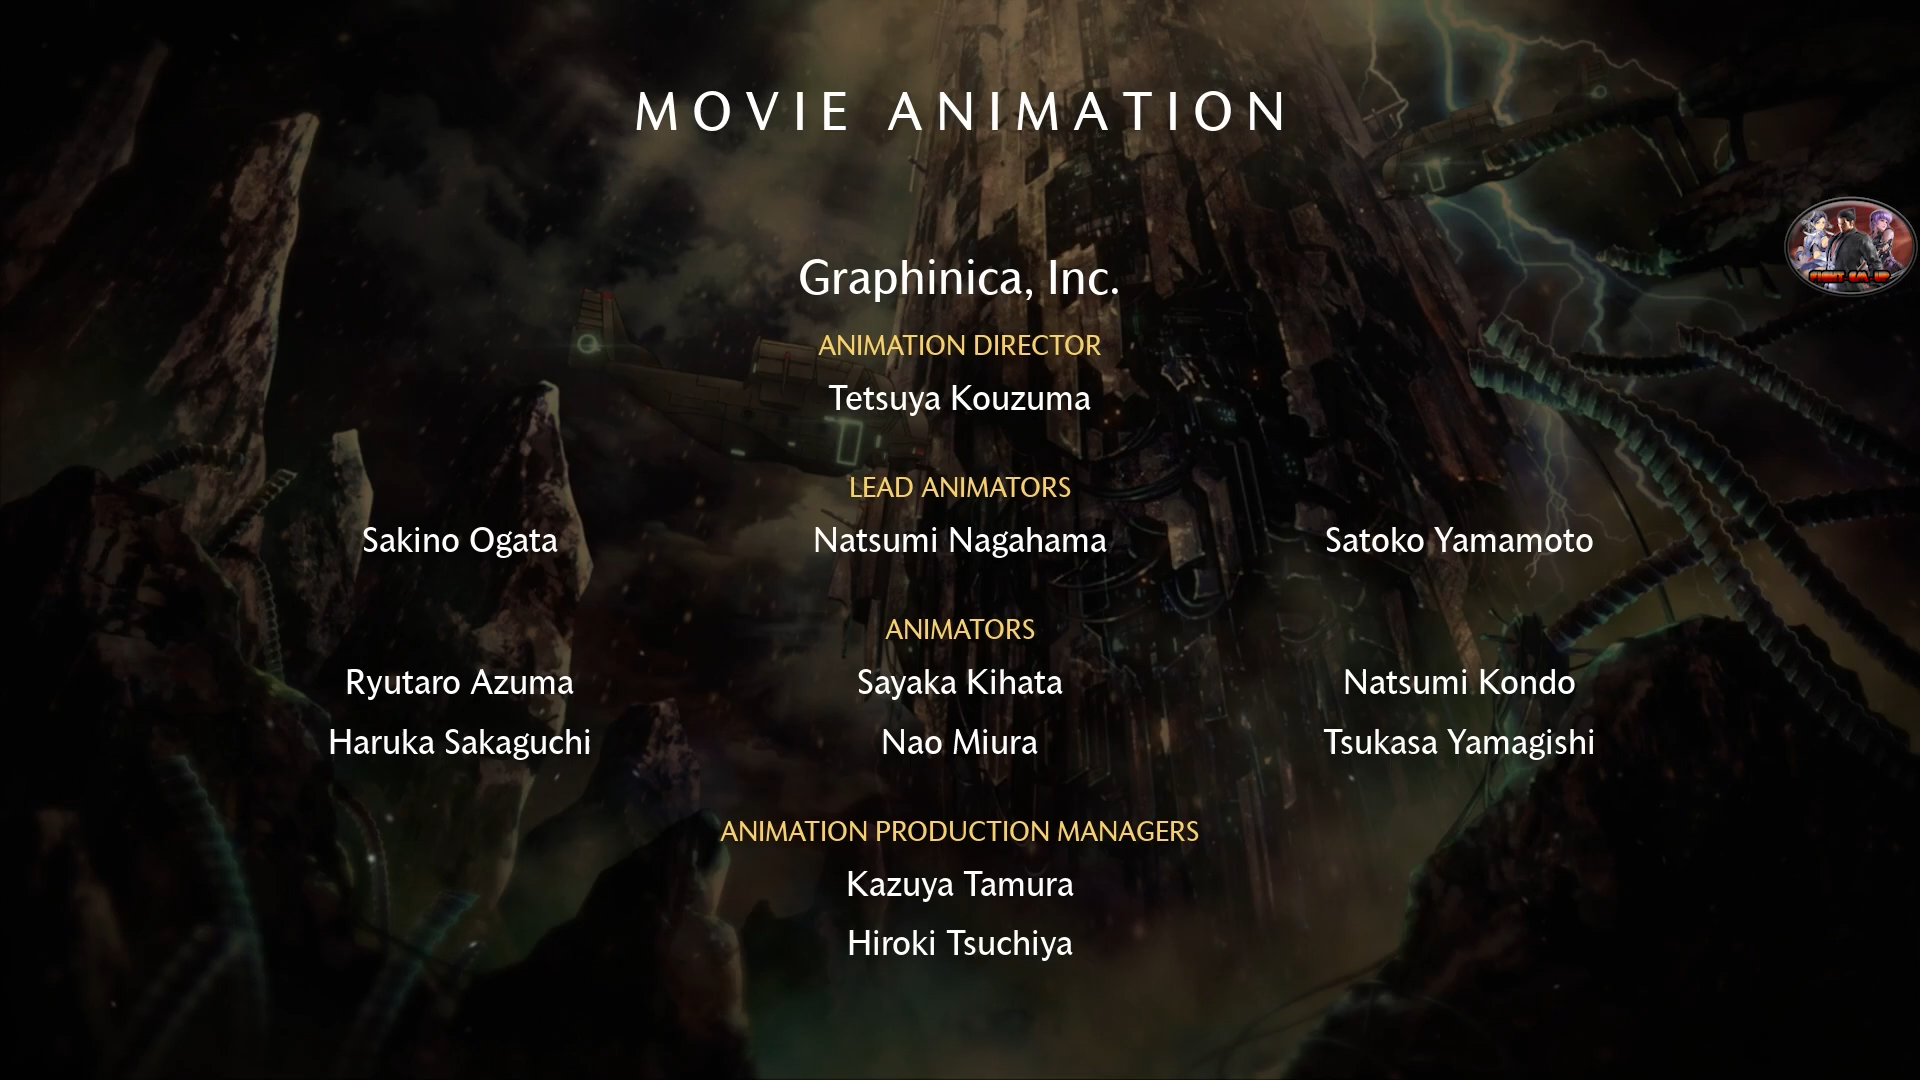 MOVIE ANIMATION
Graphinica, Inc.
ANIMATION DIRECTOR
Tetsuya Kouzuma
LEAD ANIMATORS
Sakino Ogata Natsumi Nagahama Satoko Yamamoto
ANIMATORS
Ryutaro Azuma Sayaka Kihata Natsumi Kondo
Haruka Sakaguchi Nao Miura Tsukasa Yamagishi
ANIMATION PRODUCTION MANAGERS
Kazuya Tamura
Hiroki Tsuchiya